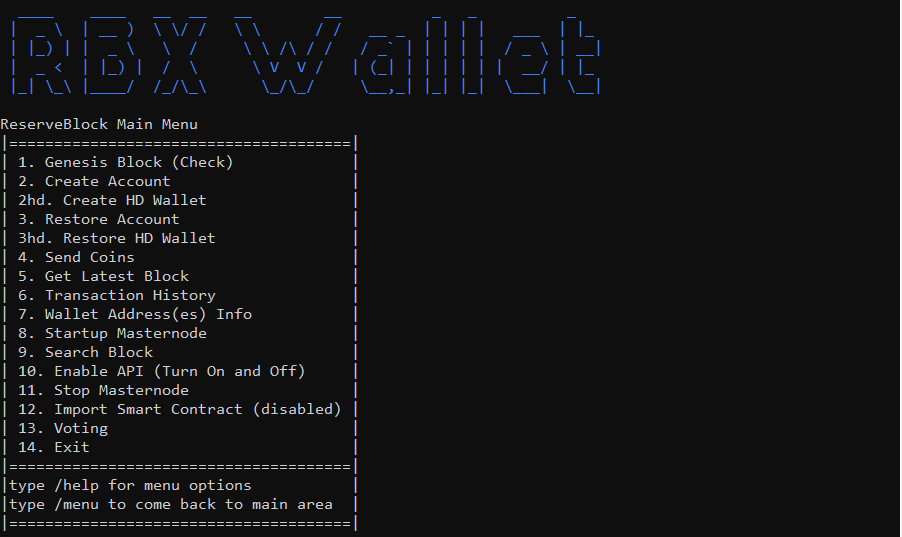 RBX Wallet
ReserveBlock Main Menu
|======================================|
| 1. Genesis Block (Check)             |
| 2. Create Account                    |
| 2hd. Create HD Wallet                |
| 3. Restore Account                   |
| 3hd. Restore HD Wallet               |
| 4. Send Coins                        |
| 5. Get Latest Block                  |
| 6. Transaction History               |
| 7. Wallet Address(es) Info           |
| 8. Startup Masternode                |
| 9. Search Block                      |
| 10. Enable API (Turn On and Off)     |
| 11. Stop Masternode                  |
| 12. Import Smart Contract (disabled) |
| 13. Voting                           |
| 14. Exit                             |
|======================================|
|type /help for menu options           |
|type /menu to come back to main area  |
|======================================|